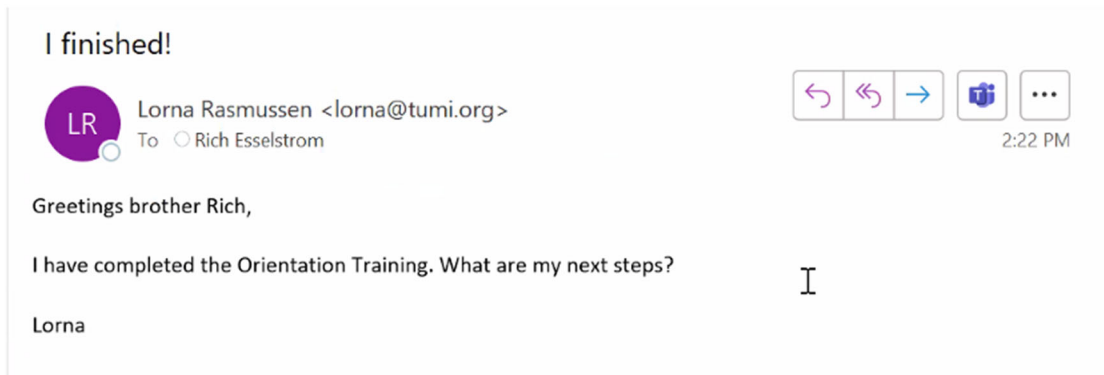 I finished!
LR
Lorna Rasmussen <lorna@tumi.org>
To Rich Esselstrom
2:22 PM
Greetings brother Rich,
I have completed the Orientation Training. What are my next steps?
Lorna